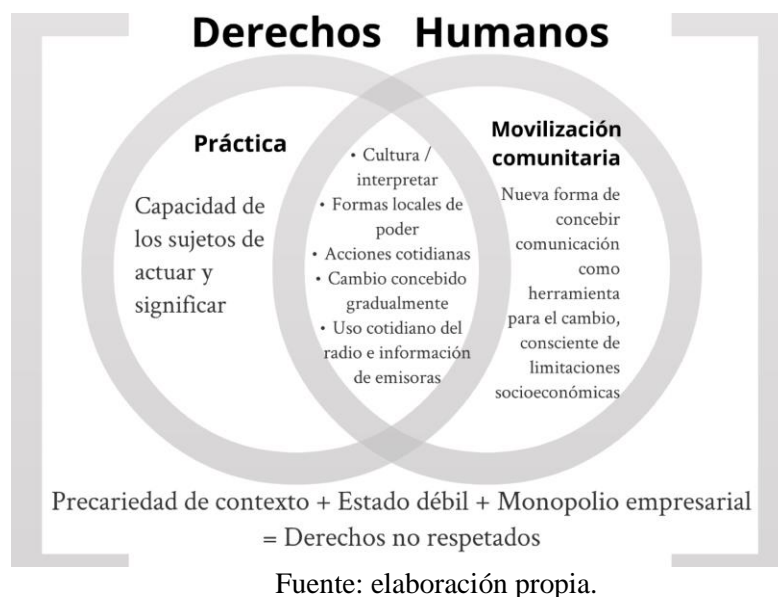 Derechos Humanos
Práctica
Capacidad de
los sujetos de
actuar y
significar
• Cultura /
interpretar
• Formas locales de
poder
• Acciones cotidianas
• Cambio concebido
gradualmente
• Uso cotidiano del
radio e información
de emisoras
Movilización
comunitaria
Nueva forma de
concebir
comunicación
como
herramienta
para el cambio,
consciente de
limitaciones
socioeconómicas
Precariedad de contexto + Estado débil + Monopolio empresarial
= Derechos no respetados
Fuente: elaboración propia.